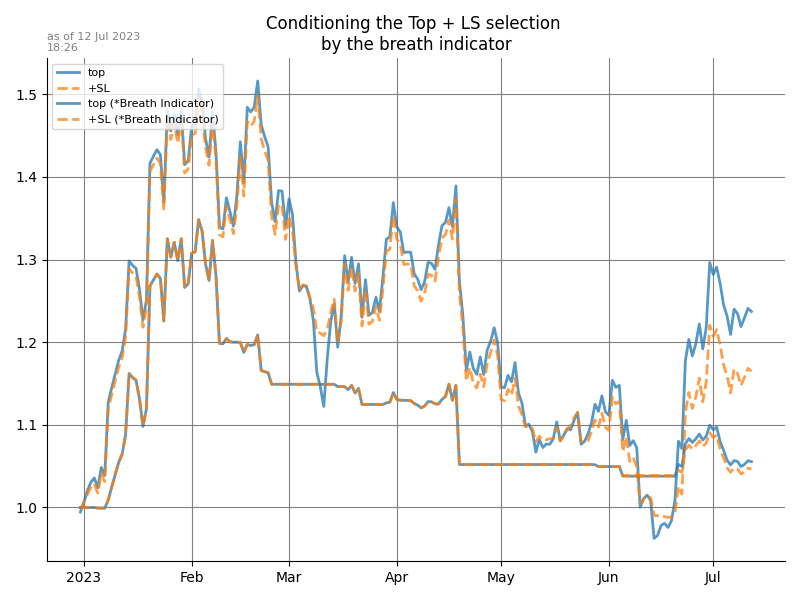 Conditioning the Top + LS selection
by the breath indicator
as of 12 Jul 2023
18:26
top
+SL
top (*Breath Indicator)
+SL (*Breath Indicator)
1.5
1.4
1.3
1.2
1.1
1.0
2023 Feb Mar Apr May Jun Jul